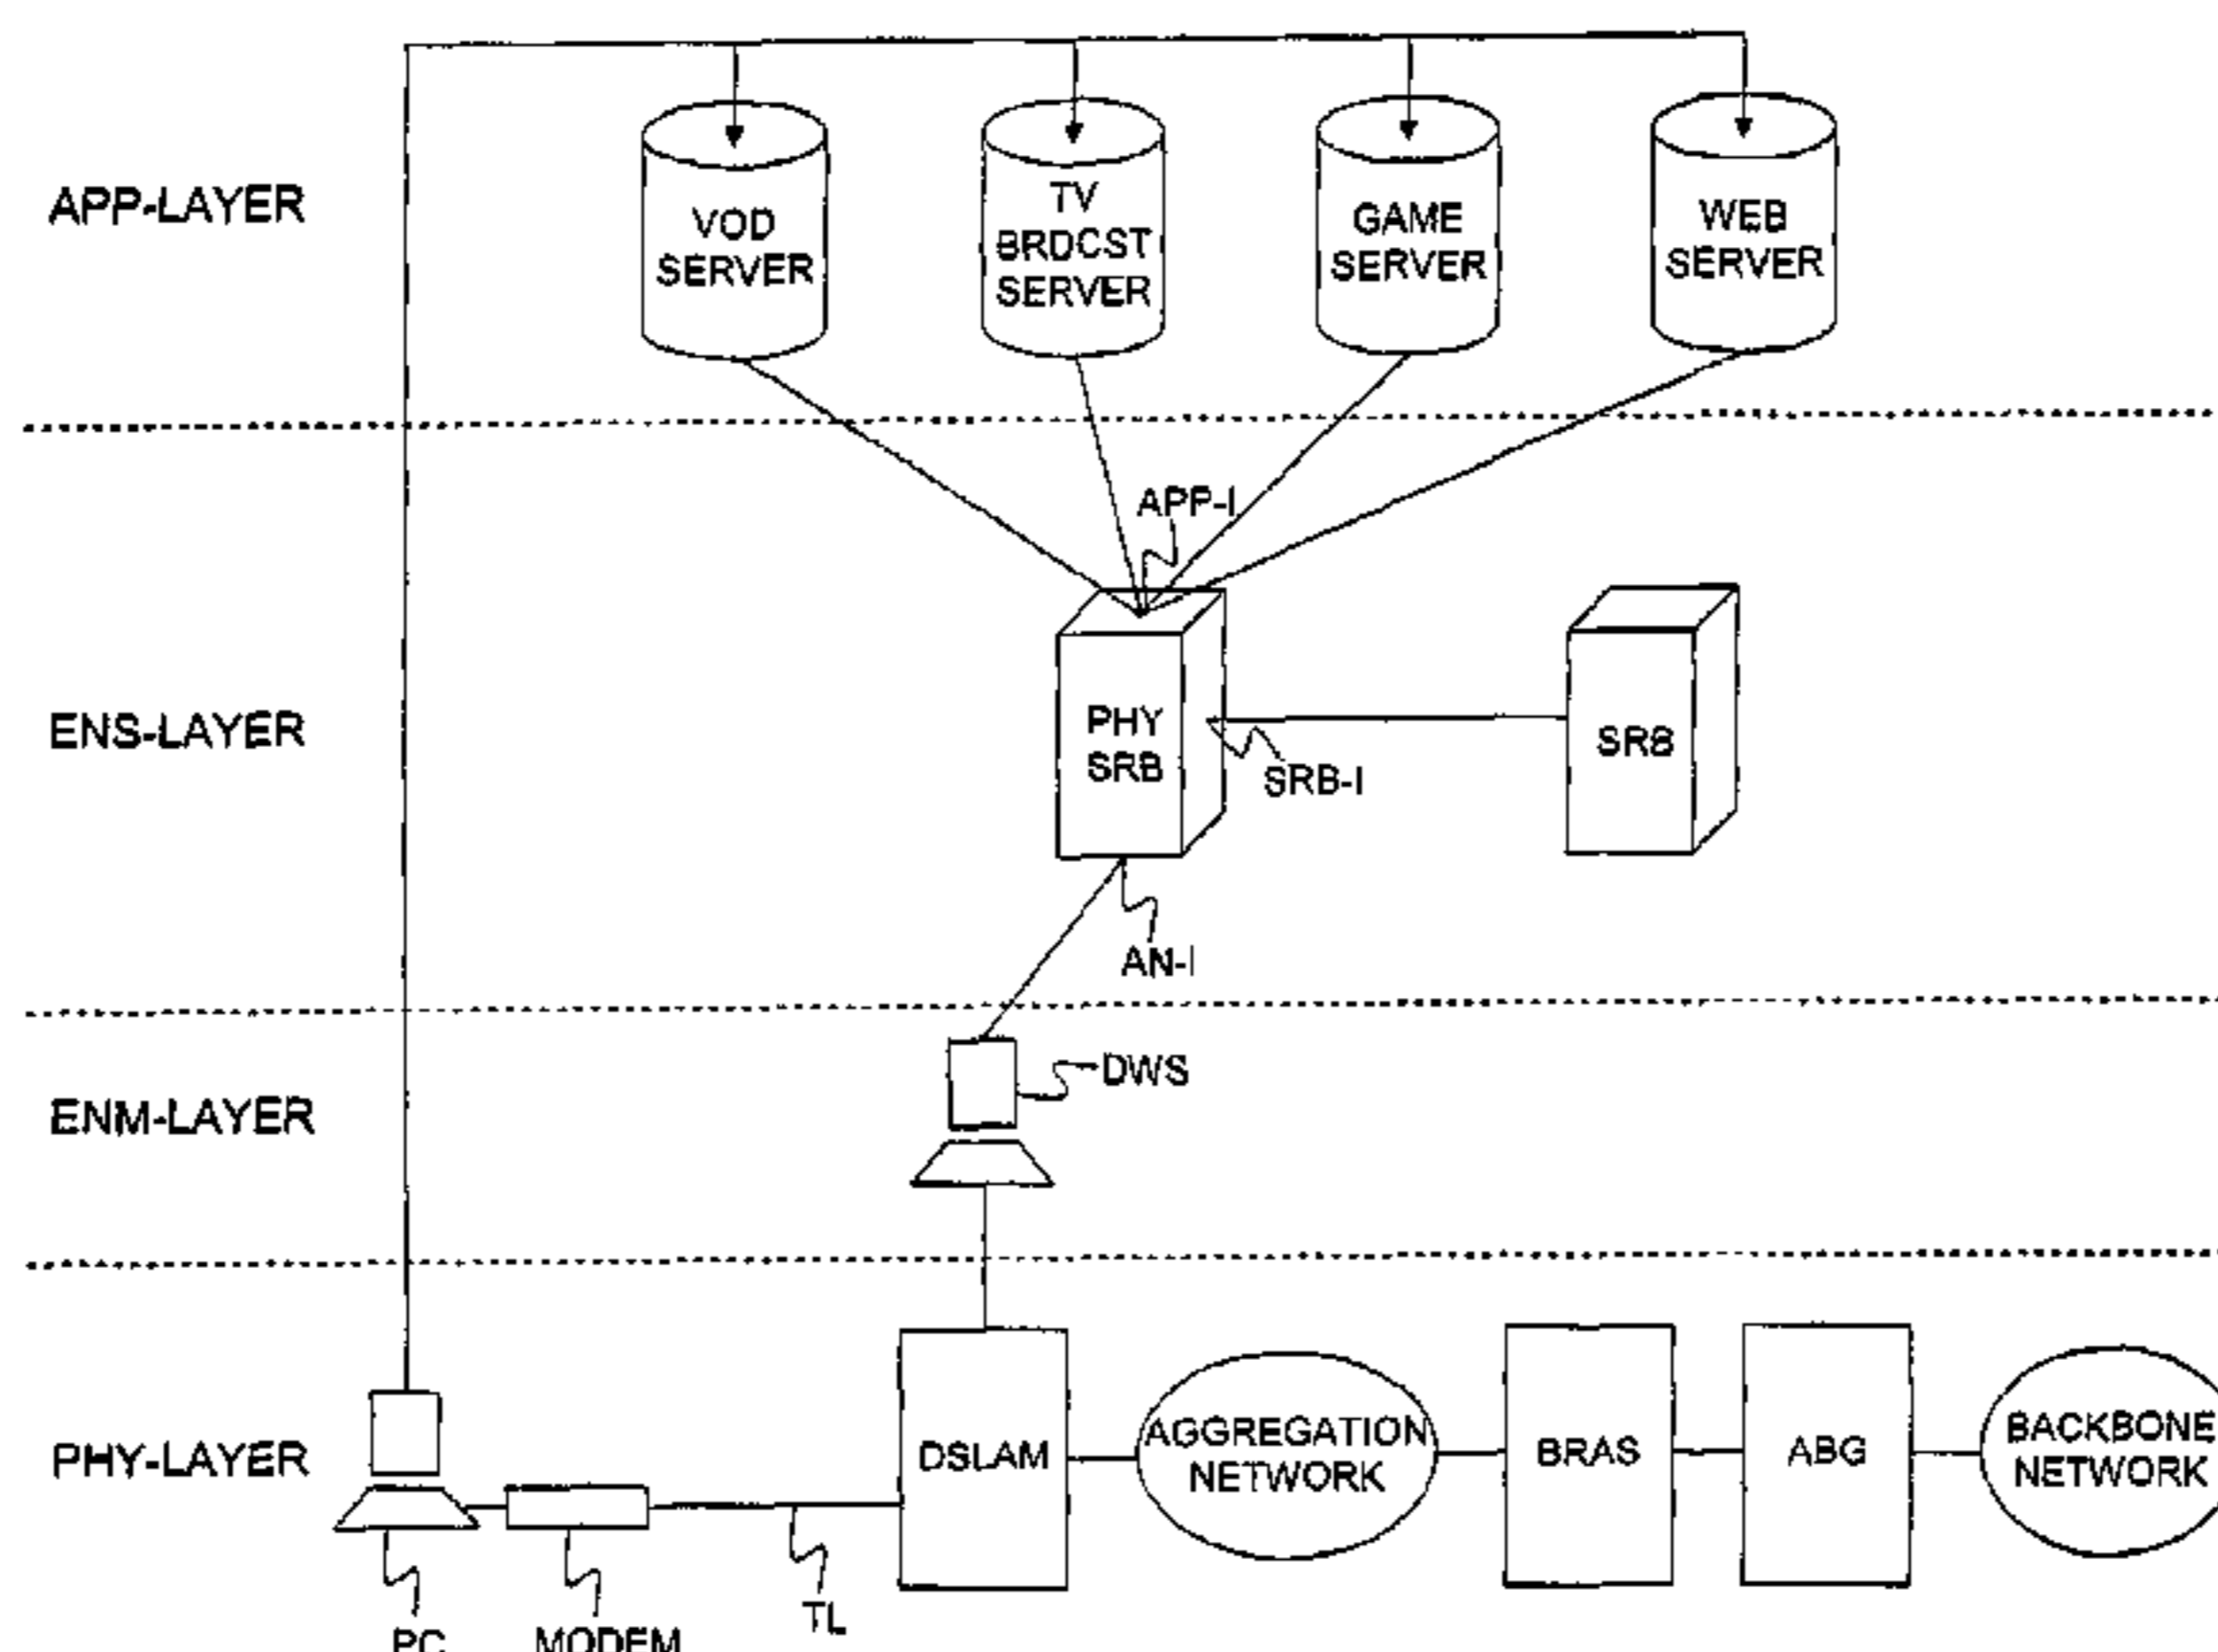 APP-LAYER
VOD
SERVER
TV
BRDCST
SERVER
GAME
SERVER
WEB
SERVER
APP-I
ENS-LAYER
PHY
SRB
SRB-I
SRB
AN-I
ENM-LAYER
DWS
PHY-LAYER
DSLAM
AGGREGATION
NETWORK
BRAS
ABG
BACKBONE
NETWORK
PC
MODEM
TL